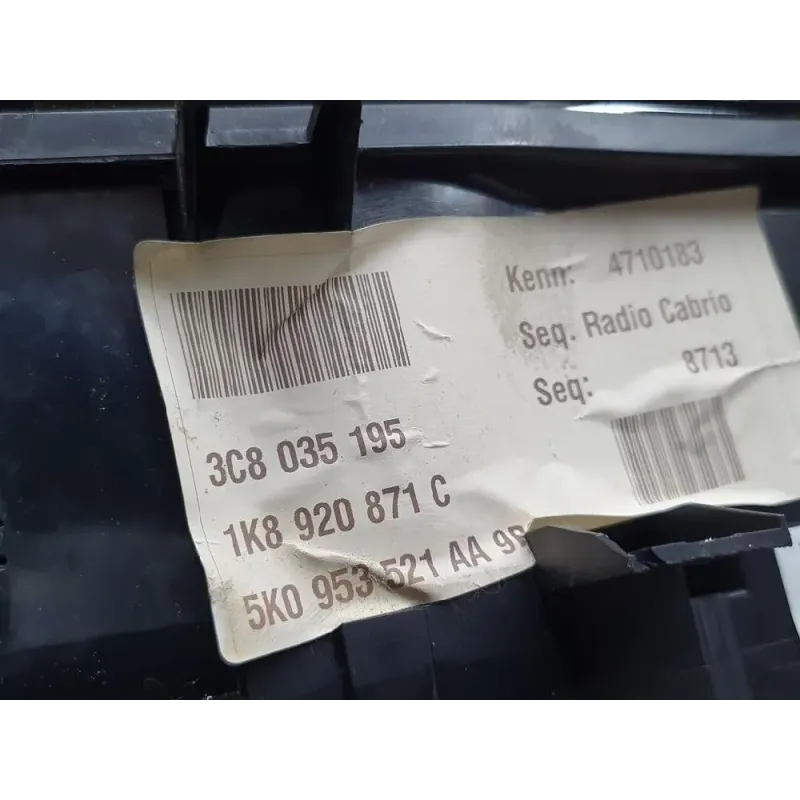 Kenn: 4710183
Seq. Radio Cabrio
Seq: 8713
3C8 035 195
1K8 920 871 C
5K0 953 521 AA